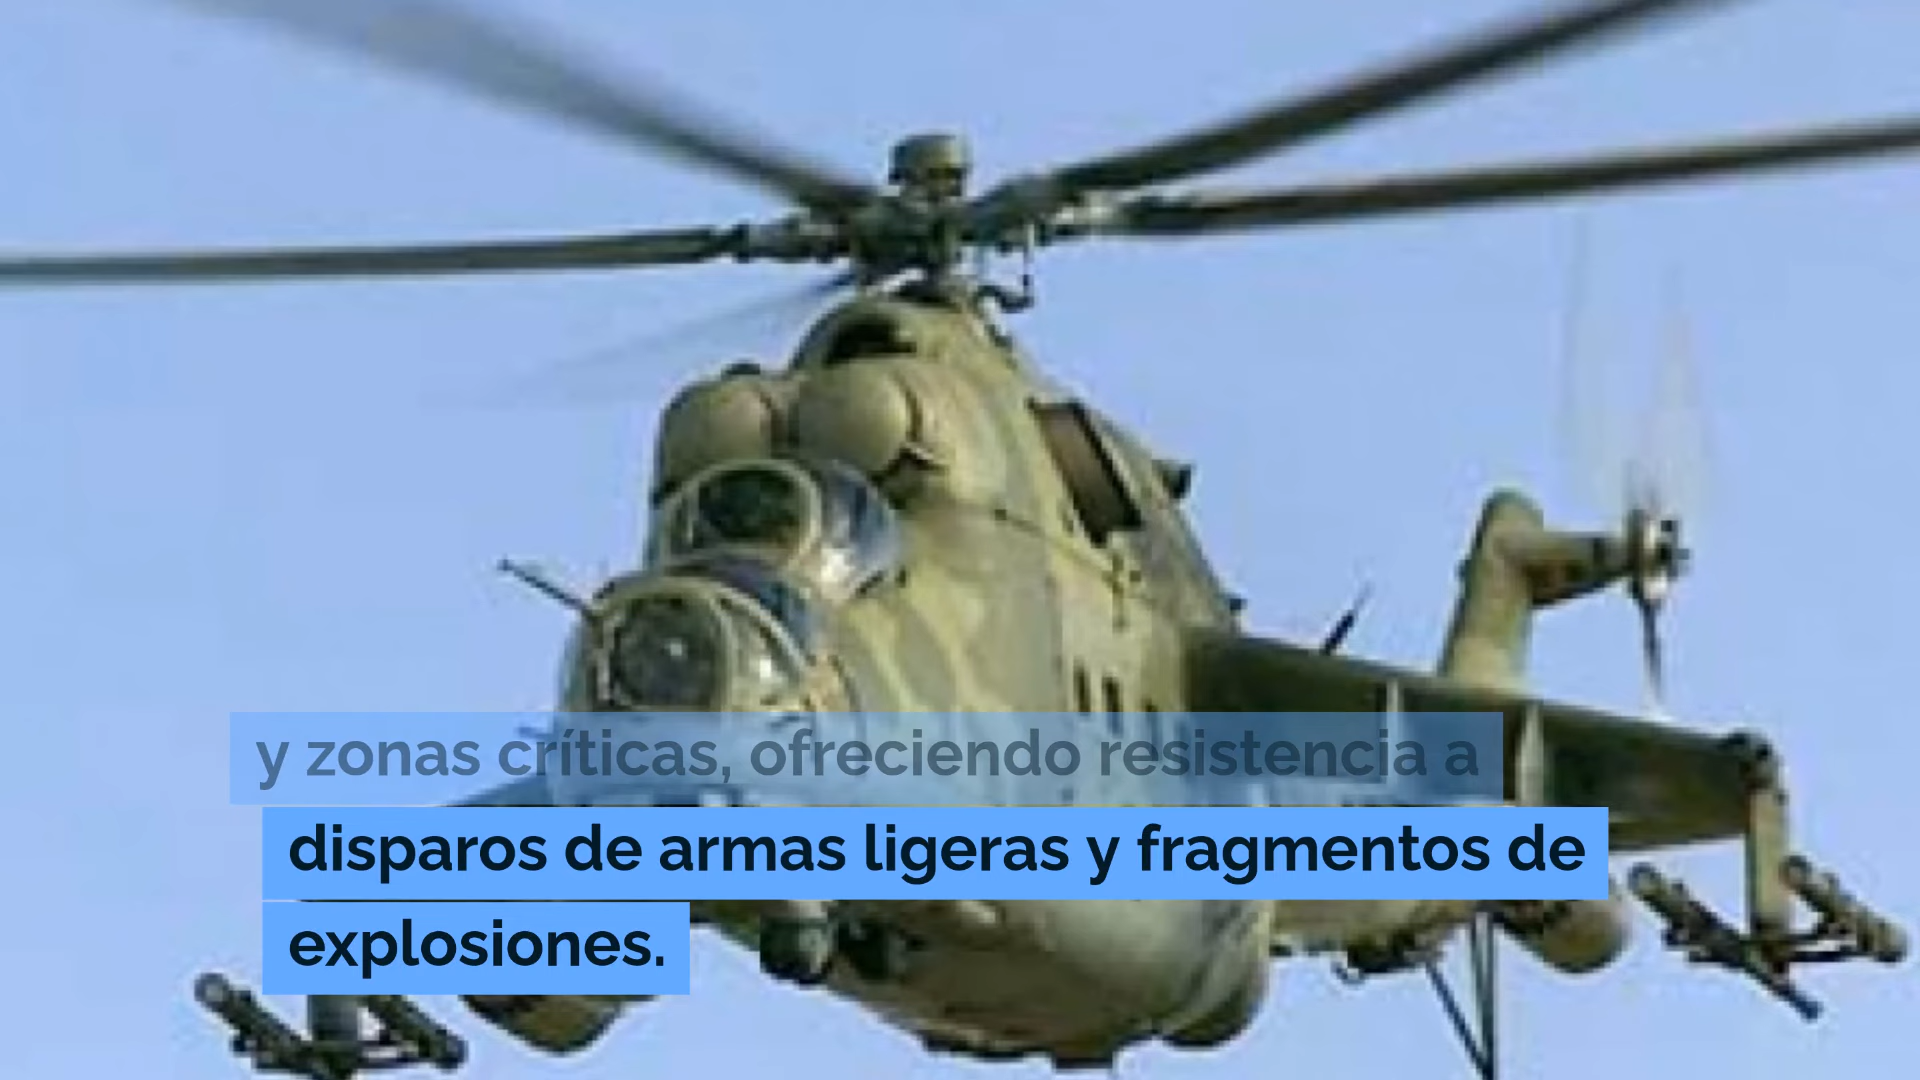 y zonas críticas, ofreciendo resistencia a
disparos de armas ligeras y fragmentos de
explosiones.